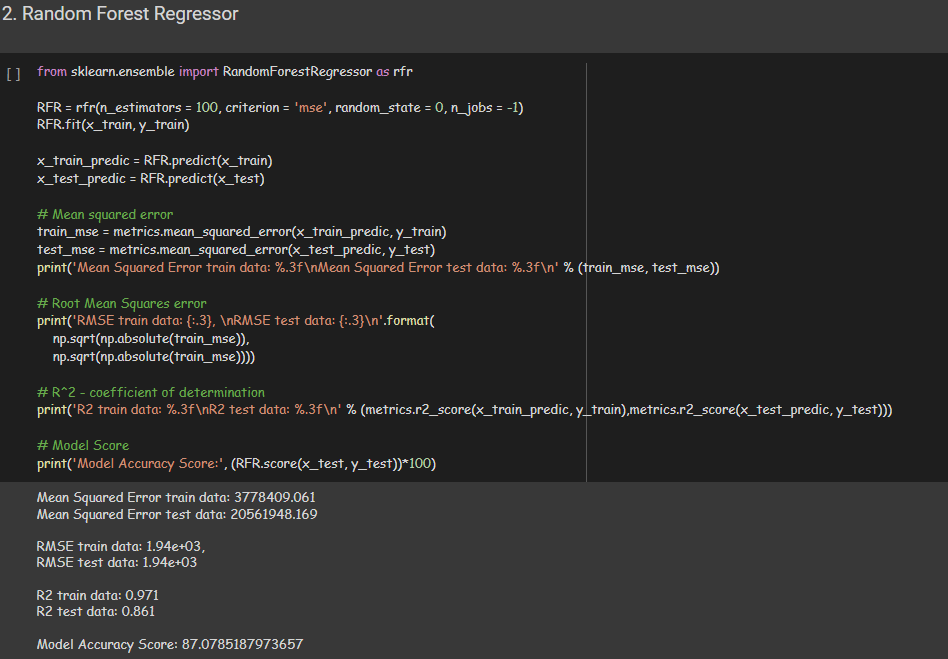 2. Random Forest Regressor
[ ] from sklearn.ensemble import RandomForestRegressor as rfr
RFR = rfr(n_estimators = 100, criterion = 'mse', random_state = 0, n_jobs = -1)
RFR.fit(x_train, y_train)
x_train_predic = RFR.predict(x_train)
x_test_predic = RFR.predict(x_test)
# Mean squared error
train_mse = metrics.mean_squared_error(x_train_predic, y_train)
test_mse = metrics.mean_squared_error(x_test_predic, y_test)
print('Mean Squared Error train data: %.3f\nMean Squared Error test data: %.3f\n' % (train_mse, test_mse))
# Root Mean Squares error
print('RMSE train data: {:.3}, \nRMSE test data: {:.3}\n'.format(
np.sqrt(np.absolute(train_mse)),
np.sqrt(np.absolute(train_mse))))
# R^2 - coefficient of determination
print('R2 train data: %.3f\nR2 test data: %.3f\n' % (metrics.r2_score(x_train_predic, y_train),metrics.r2_score(x_test_predic, y_test)))
# Model Score
print('Model Accuracy Score:', (RFR.score(x_test, y_test))*100)
Mean Squared Error train data: 3778409.061
Mean Squared Error test data: 20561948.169
RMSE train data: 1.94e+03,
RMSE test data: 1.94e+03
R2 train data: 0.971
R2 test data: 0.861
Model Accuracy Score: 87.0785187973657